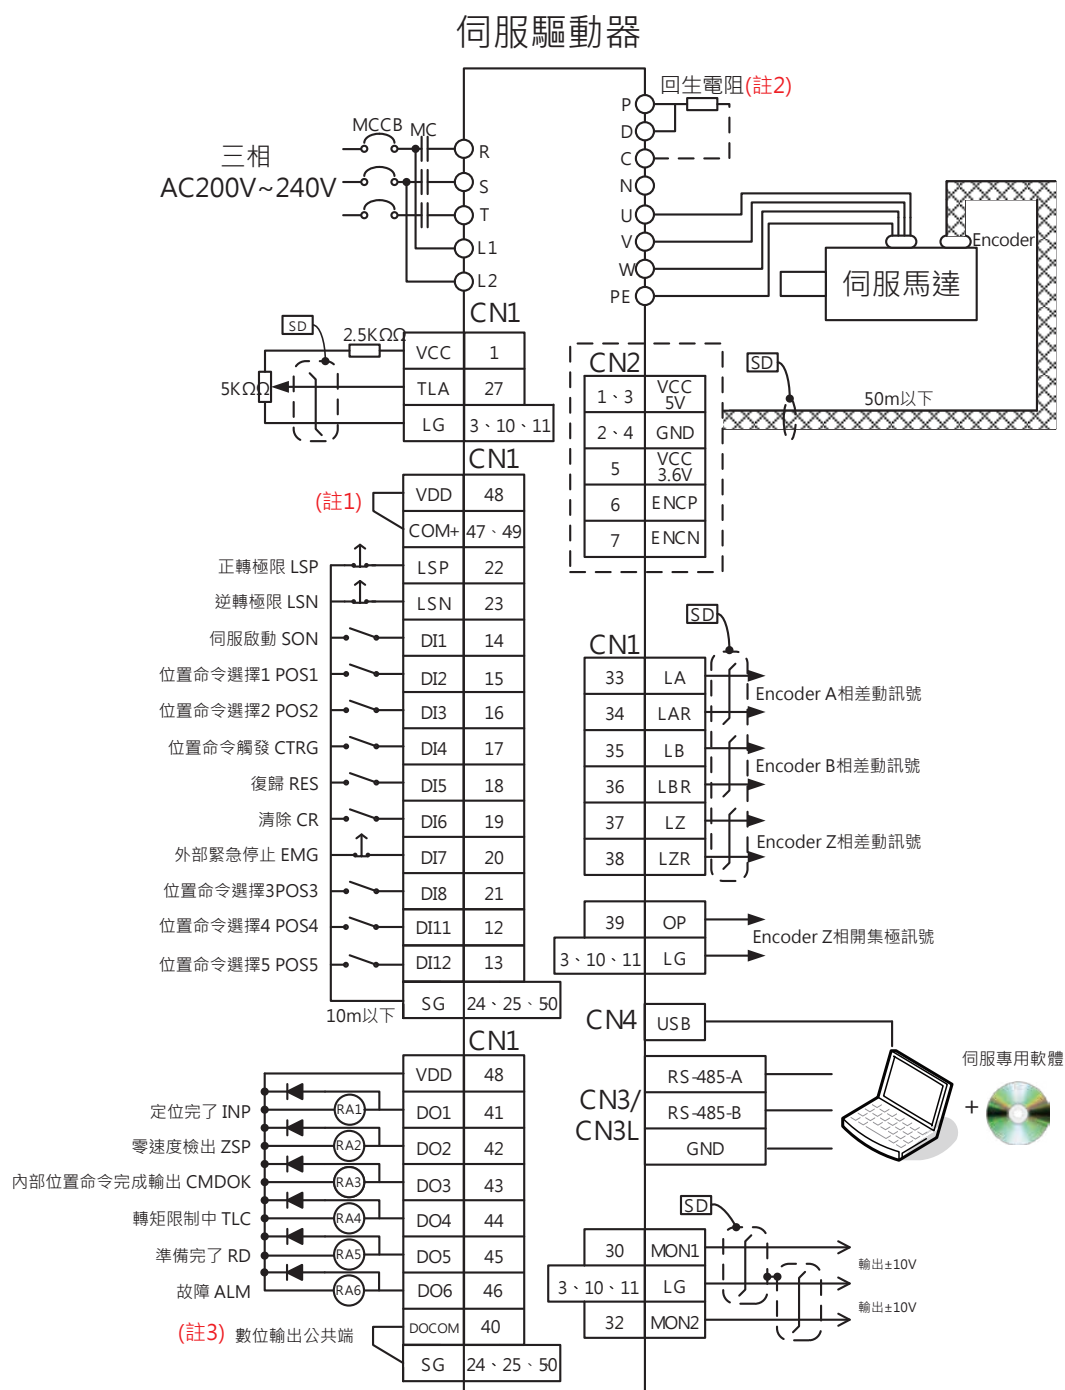 伺服驅動器
回生電阻(註2)
P
D
C
N
U
V
W
PE
MCCB
MC
三相
AC200V~240V
R
S
T
L1
L2
Encoder
伺服馬達
CN1
SD
2.5KΩΩ
5KΩΩ
VCC 1
TLA 27
LG 3、10、11
CN2
1、3 VCC 5V
2、4 GND
5 VCC 3.6V
6 ENCP
7 ENCN
SD
50m以下
CN1
(註1)
VDD 48
COM+ 47、49
正轉極限 LSP LSP 22
逆轉極限 LSN LSN 23
伺服啟動 SON DI1 14
位置命令選擇1 POS1 DI2 15
位置命令選擇2 POS2 DI3 16
位置命令觸發 CTRG DI4 17
復歸 RES DI5 18
清除 CR DI6 19
外部緊急停止 EMG DI7 20
位置命令選擇3POS3 DI8 21
位置命令選擇4 POS4 DI11 12
位置命令選擇5 POS5 DI12 13
SG 24、25、50
10m以下
SD
CN1
33 LA
34 LAR
Encoder A相差動訊號
35 LB
36 LBR
Encoder B相差動訊號
37 LZ
38 LZR
Encoder Z相差動訊號
39 OP
3、10、11 LG
Encoder Z相開集極訊號
CN4 USB
CN3/
CN3L
RS-485-A
RS-485-B
GND
伺服專用軟體
+
CN1
VDD 48
定位完了 INP RA1 DO1 41
零速度檢出 ZSP RA2 DO2 42
內部位置命令完成輸出 CMDOK RA3 DO3 43
轉矩限制中 TLC RA4 DO4 44
準備完了 RD RA5 DO5 45
故障 ALM RA6 DO6 46
(註3) 數位輸出公共端 DOCOM 40
SG 24、25、50
SD
30 MON1
輸出±10V
3、10、11 LG
輸出±10V
32 MON2